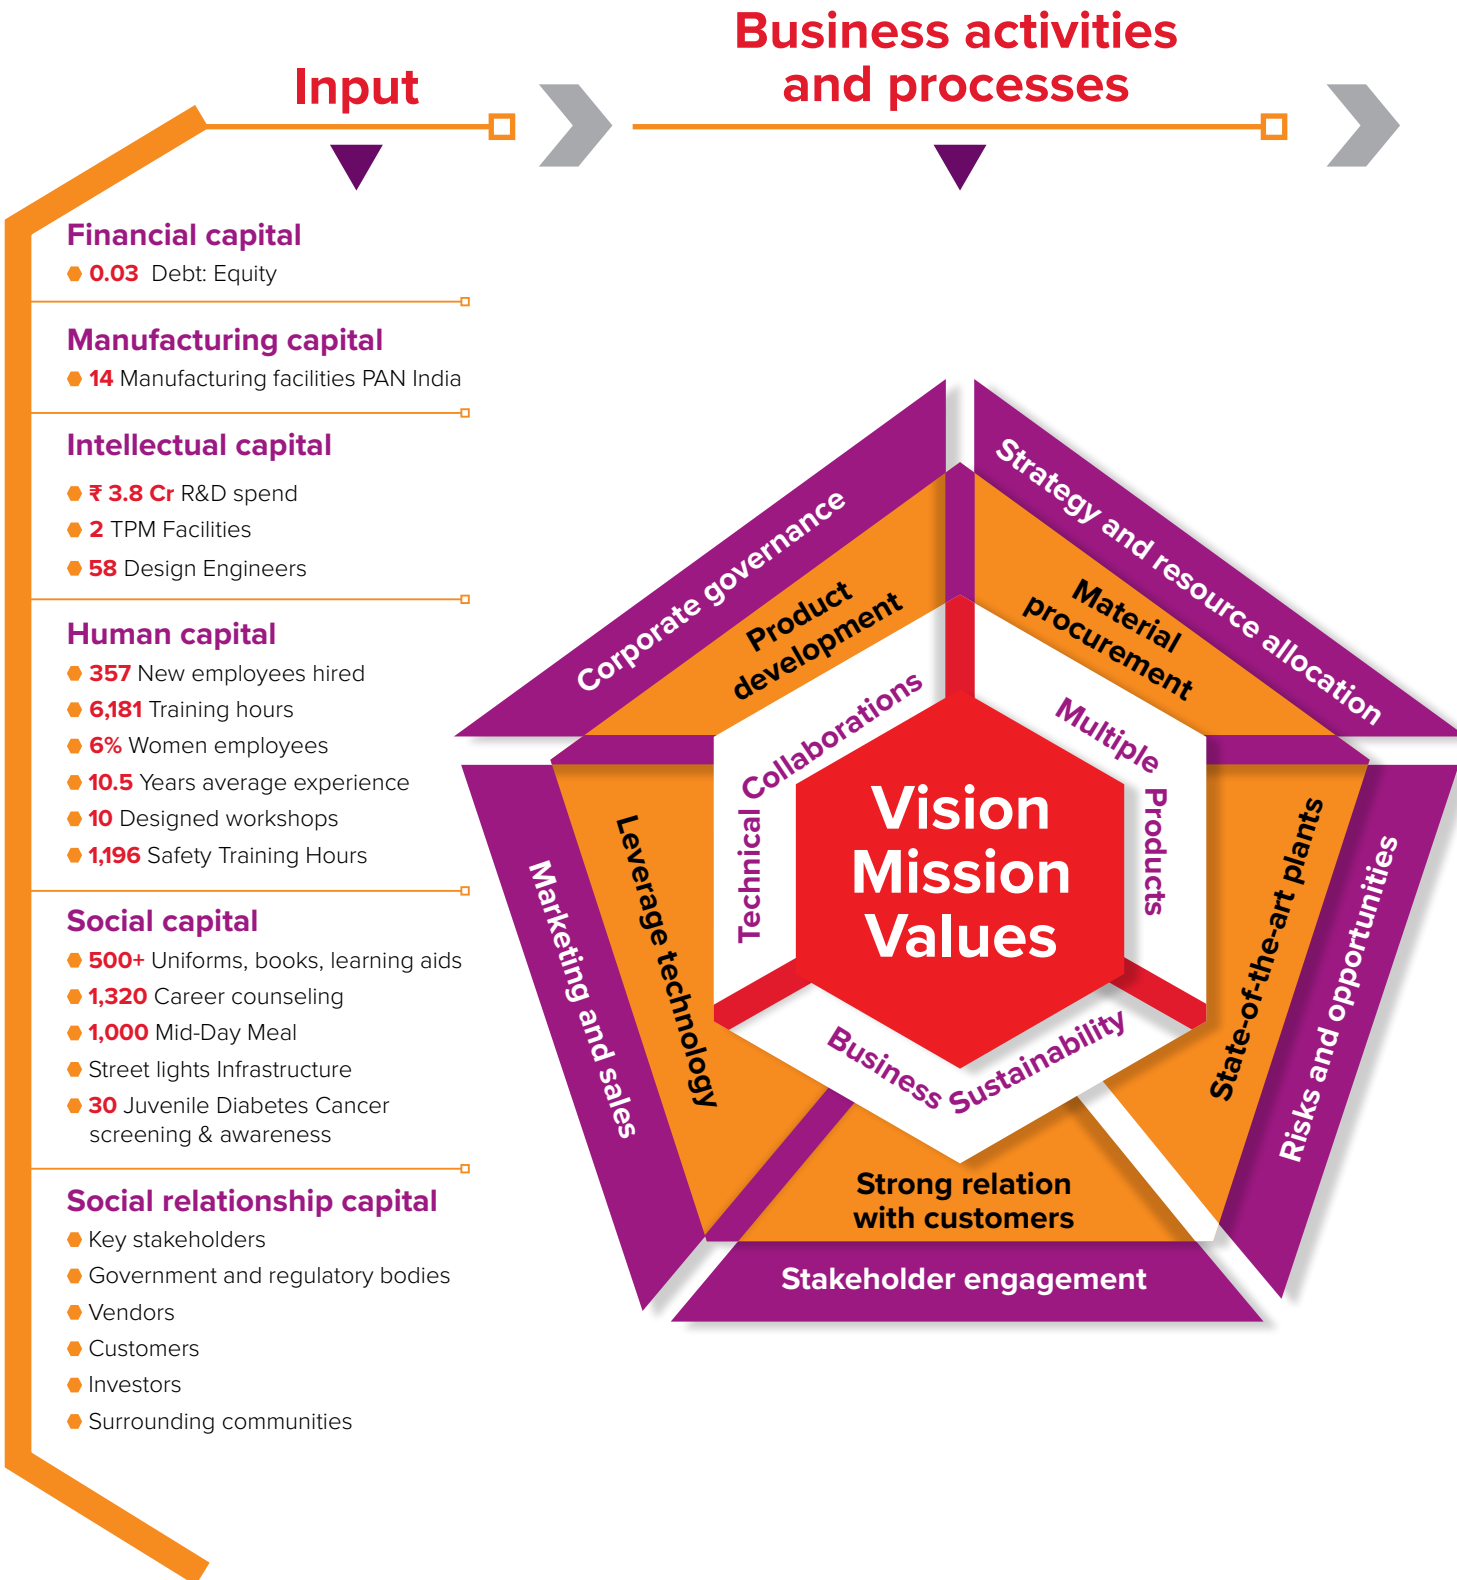 Input
Business activities
and processes
Financial capital
0.03 Debt: Equity
Manufacturing capital
14 Manufacturing facilities PAN India
Intellectual capital
₹ 3.8 Cr R&D spend
2 TPM Facilities
58 Design Engineers
Human capital
357 New employees hired
6,181 Training hours
6% Women employees
10.5 Years average experience
10 Designed workshops
1,196 Safety Training Hours
Social capital
500+ Uniforms, books, learning aids
1,320 Career counseling
1,000 Mid-Day Meal
Street lights Infrastructure
30 Juvenile Diabetes Cancer
screening & awareness
Social relationship capital
Key stakeholders
Government and regulatory bodies
Vendors
Customers
Investors
Surrounding communities
Corporate governance
Strategy and resource allocation
Risks and opportunities
Stakeholder engagement
Marketing and sales
Product
development
Material
procurement
State-of-the-art plants
Strong relation
with customers
Leverage technology
Technical Collaborations
Multiple Products
Business Sustainability
Vision
Mission
Values